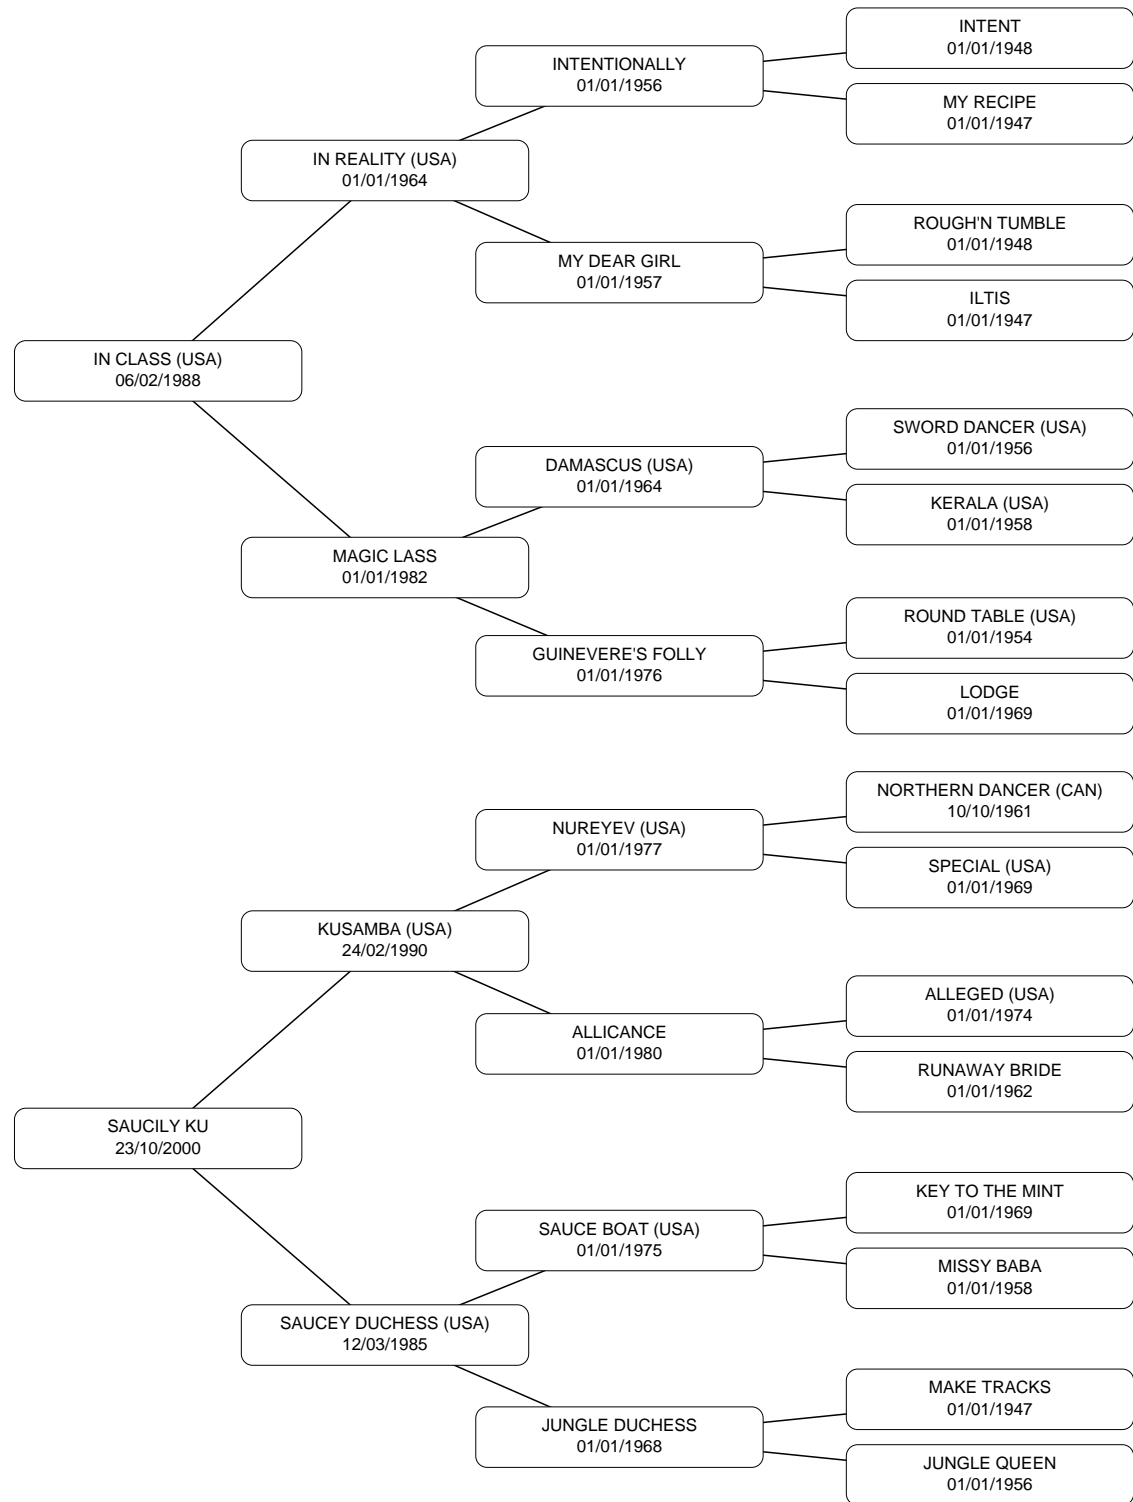 INTENT
01/01/1948
INTENTIONALLY
01/01/1956
MY RECIPE
01/01/1947
IN REALITY (USA)
01/01/1964
ROUGH'N TUMBLE
01/01/1948
MY DEAR GIRL
01/01/1957
ILTIS
01/01/1947
IN CLASS (USA)
06/02/1988
SWORD DANCER (USA)
01/01/1956
DAMASCUS (USA)
01/01/1964
KERALA (USA)
01/01/1958
MAGIC LASS
01/01/1982
ROUND TABLE (USA)
01/01/1954
GUINEVERE'S FOLLY
01/01/1976
LODGE
01/01/1969
NORTHERN DANCER (CAN)
10/10/1961
NUREYEV (USA)
01/01/1977
SPECIAL (USA)
01/01/1969
KUSAMBA (USA)
24/02/1990
ALLEGED (USA)
01/01/1974
ALLICANCE
01/01/1980
RUNAWAY BRIDE
01/01/1962
SAUCILY KU
23/10/2000
KEY TO THE MINT
01/01/1969
SAUCE BOAT (USA)
01/01/1975
MISSY BABA
01/01/1958
SAUCEY DUCHESS (USA)
12/03/1985
MAKE TRACKS
01/01/1947
JUNGLE DUCHESS
01/01/1968
JUNGLE QUEEN
01/01/1956